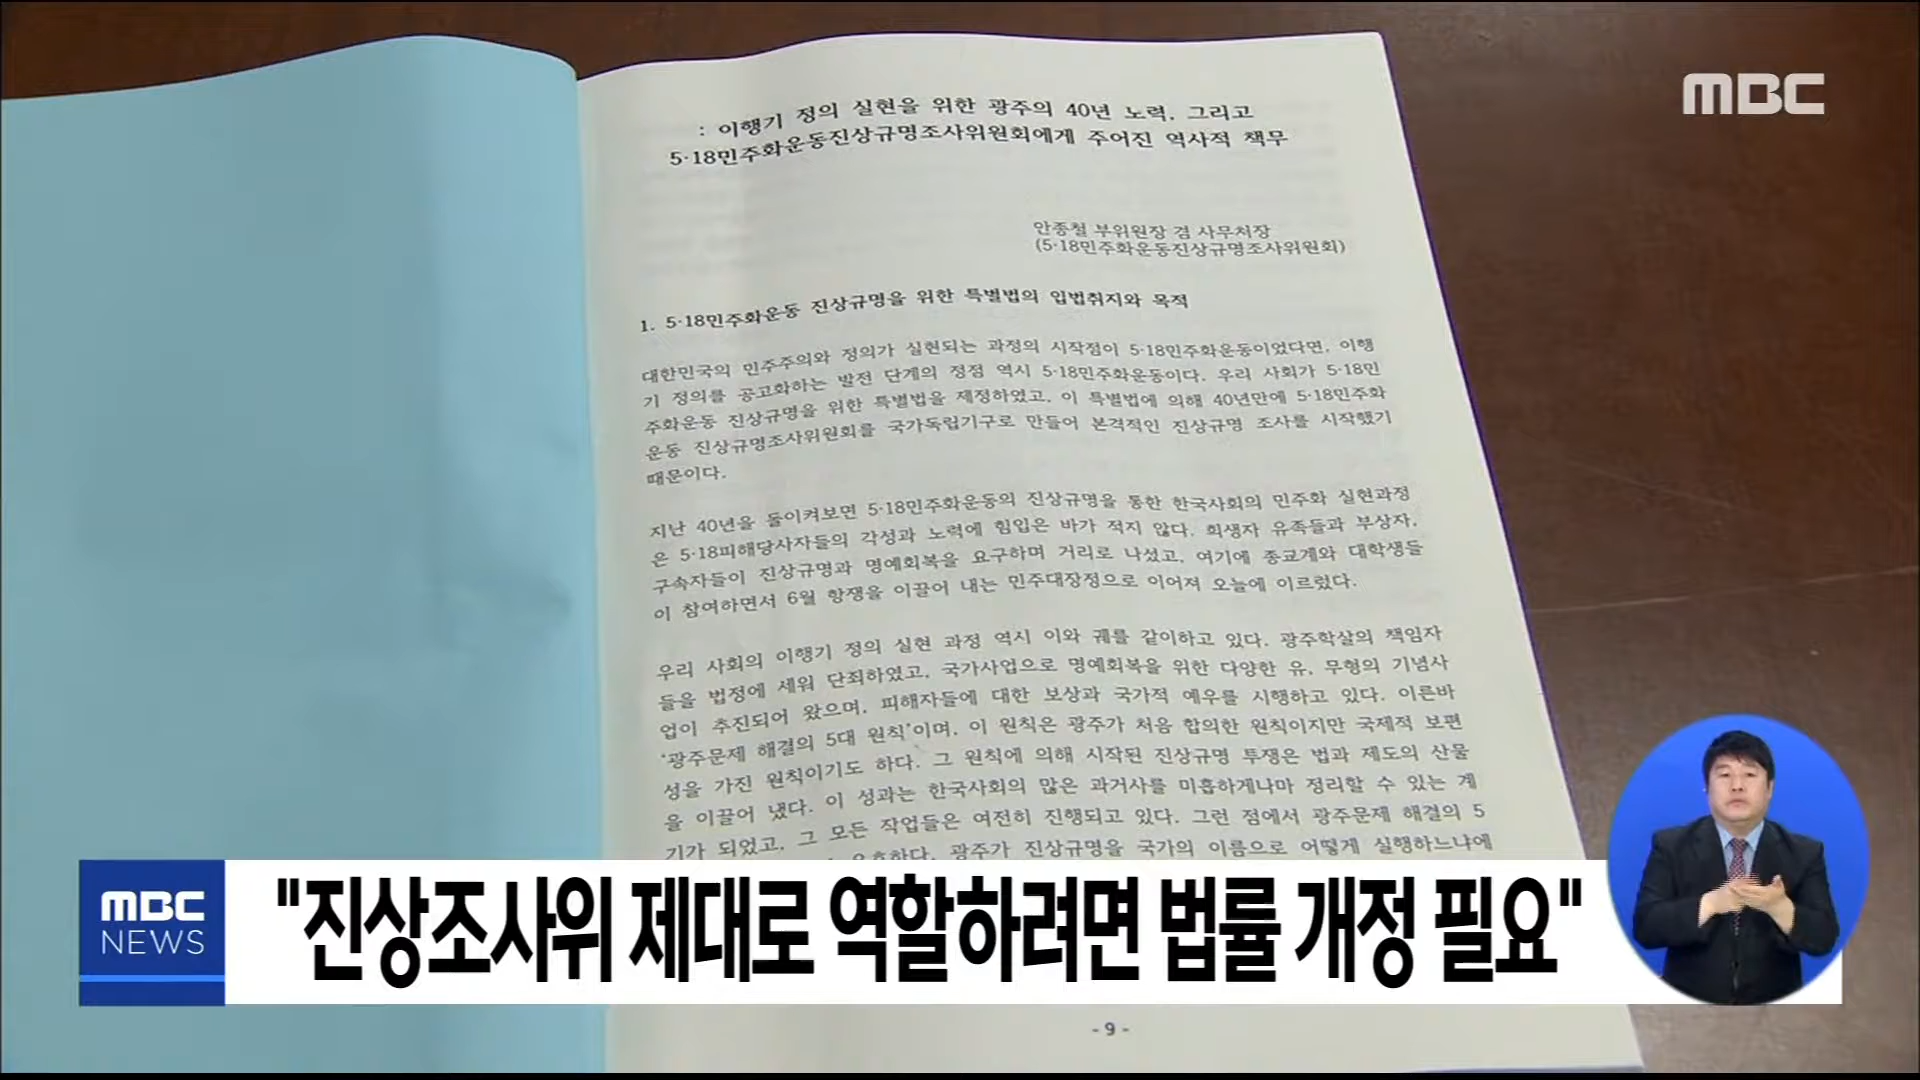 : 이행기 정의 실현을 위한 광주의 40년 노력, 그리고
5·18민주화운동진상규명조사위원회에게 주어진 역사적 책무
MBC
안종철 부위원장 겸 사무처장
(5·18민주화운동진상규명조사위원회)
1. 5·18민주화운동 진상규명을 위한 특별법의 입법취지와 목적
대한민국의 민주주의와 정의가 실현되는 과정의 시작점이 5·18민주화운동이었다면, 이행
기 정의를 공고화하는 발전 단계의 정점 역시 5·18민주화운동이다. 우리 사회가 5·18민
주화운동 진상규명을 위한 특별법을 제정하였고, 이 특별법에 의해 40년만에 5·18민주화
운동 진상규명조사위원회를 국가독립기구로 만들어 본격적인 진상규명 조사를 시작했기
때문이다.
지난 40년을 돌이켜보면 5·18민주화운동의 진상규명을 통한 한국사회의 민주화 실현과정
은 5·18피해당사자들의 각성과 노력에 힘입은 바가 적지 않다. 희생자 유족들과 부상자,
구속자들이 진상규명과 명예회복을 요구하며 거리로 나섰고, 여기에 종교계와 대학생들
이 참여하면서 6월 항쟁을 이끌어 내는 민주대장정으로 이어져 오늘에 이르렀다.
우리 사회의 이행기 정의 실현 과정 역시 이와 궤를 같이하고 있다. 광주학살의 책임자
들을 법정에 세워 단죄하였고, 국가사업으로 명예회복을 위한 다양한 유, 무형의 기념사
업이 추진되어 왔으며, 피해자들에 대한 보상과 국가적 예우를 시행하고 있다. 이른바
'광주문제 해결의 5대 원칙'이며, 이 원칙은 광주가 처음 합의한 원칙이지만 국제적 보편
성을 가진 원칙이기도 하다. 그 원칙에 의해 시작된 진상규명 투쟁은 법과 제도의 산물
을 이끌어 냈다. 이 성과는 한국사회의 많은 과거사를 미흡하게나마 정리할 수 있는 계
기가 되었고, 그 모든 작업들은 여전히 진행되고 있다. 그런 점에서 광주문제 해결의 5
유효하다. 광주가 진상규명을 국가의 이름으로 어떻게 실행하느냐에
MBC
NEWS
"진상조사위 제대로 역할하려면 법률 개정 필요"
- 9 -